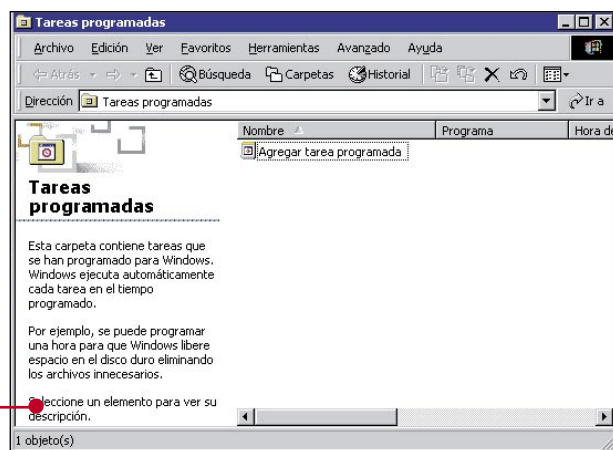 Tareas programadas
Archivo Edición Ver Favoritos Herramientas Avanzado Ayuda
Atrás Búsqueda Carpetas Historial
Dirección Tareas programadas Ir a
Nombre Programa Hora de
Agregar tarea programada
Tareas
programadas
Esta carpeta contiene tareas que
se han programado para Windows.
Windows ejecuta automáticamente
cada tarea en el tiempo
programado.
Por ejemplo, se puede programar
una hora para que Windows libere
espacio en el disco duro eliminando
los archivos innecesarios.
Seleccione un elemento para ver su
descripción.
1 objeto(s)